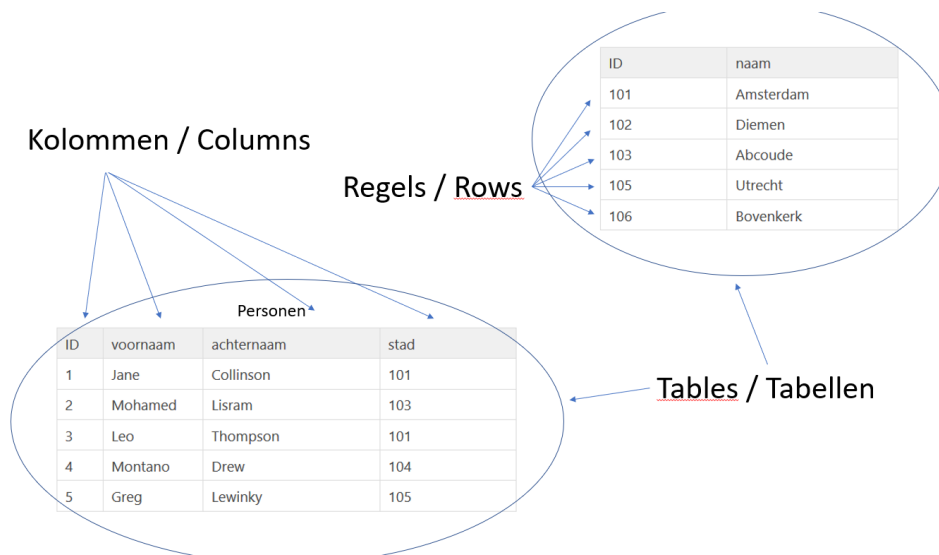 ID naam
101 Amsterdam
102 Diemen
103 Abcoude
105 Utrecht
106 Bovenkerk
Kolommen / Columns
Regels / Rows
Personen
ID voornaam achternaam stad
1 Jane Collinson 101
2 Mohamed Lisram 103
3 Leo Thompson 101
4 Montano Drew 104
5 Greg Lewinky 105
Tables / Tabellen